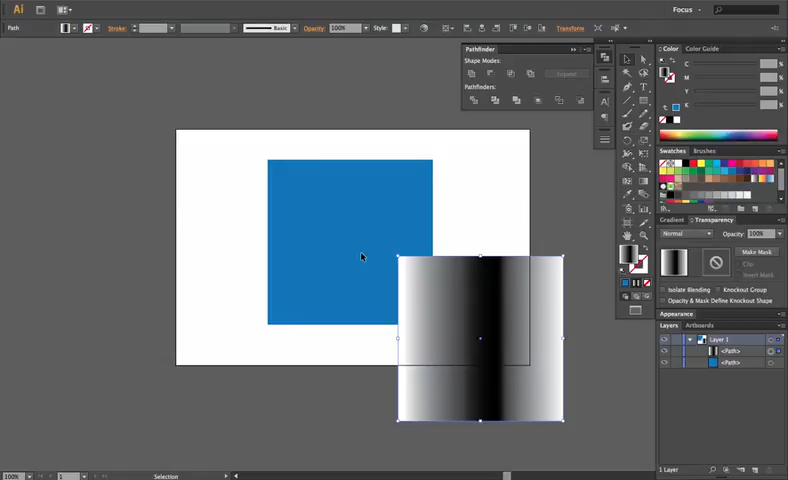 Ai
Focus
Path
Stroke:
Basic
Opacity:
100%
Style:
Transform
Pathfinder
Shape Modes:
Expand
Pathfinders:
Color
Color Guide
C
%
M
%
Y
%
K
%
Swatches
Brushes
Gradient
Transparency
Normal
Opacity:
100%
Make Mask
Clip
Invert Mask
Isolate Blending
Knockout Group
Opacity & Mask Define Knockout Shape
Appearance
Layers
Artboards
Layer 1
<Path>
<Path>
100%
1
Selection
1 Layer